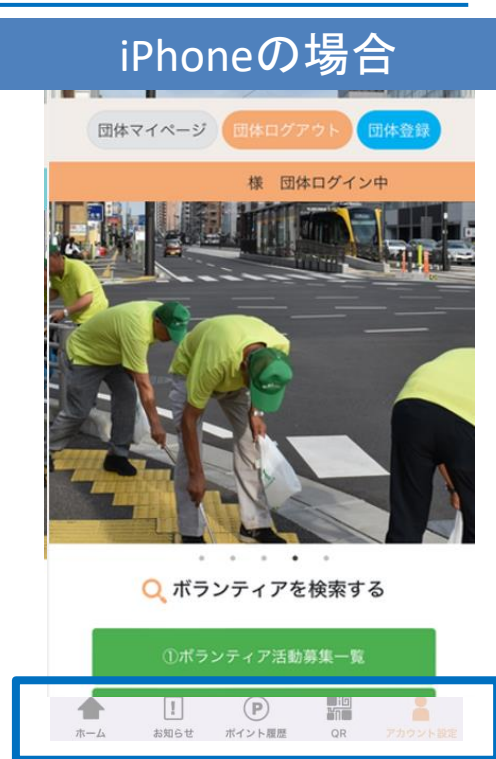 iPhoneの場合
団体マイページ 団体ログアウト 団体登録
様 団体ログイン中
ボランティアを検索する
①ボランティア活動募集一覧
ホーム お知らせ ポイント履歴 QR アカウント設定